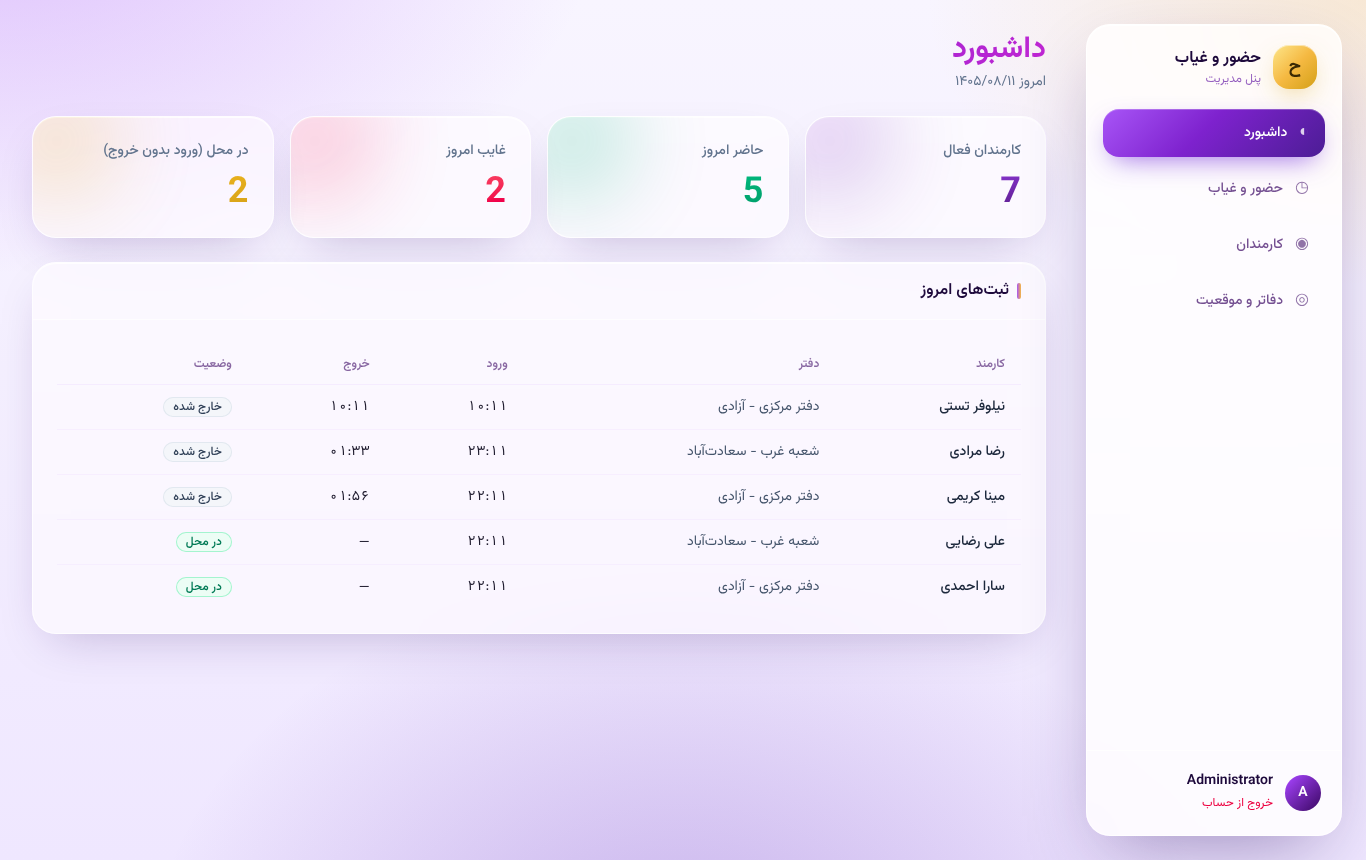 ح
حضور و غیاب
پنل مدیریت
داشبورد
حضور و غیاب
کارمندان
دفاتر و موقعیت
Administrator
خروج از حساب
A
داشبورد
امروز ۱۴۰۵/۰۸/۱۱
کارمندان فعال
7
حاضر امروز
5
غایب امروز
2
در محل (ورود بدون خروج)
2
ثبت‌های امروز
کارمند دفتر ورود خروج وضعیت
نیلوفر تستی دفتر مرکزی - آزادی ۱۰:۱۱ ۱۰:۱۱ خارج شده
رضا مرادی شعبه غرب - سعادت‌آباد ۲۳:۱۱ ۰۱:۳۳ خارج شده
مینا کریمی دفتر مرکزی - آزادی ۲۲:۱۱ ۰۱:۵۶ خارج شده
علی رضایی شعبه غرب - سعادت‌آباد ۲۲:۱۱ — در محل
سارا احمدی دفتر مرکزی - آزادی ۲۲:۱۱ — در محل